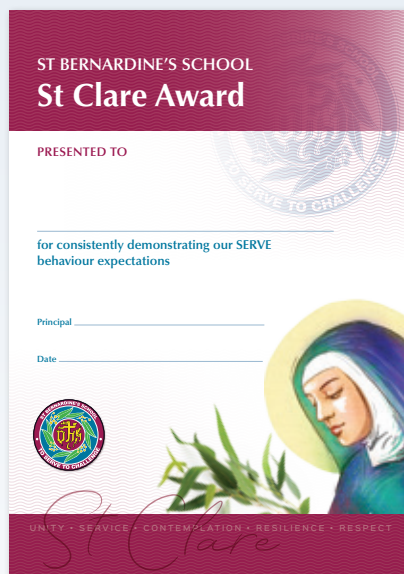 ST BERNARDINE'S SCHOOL
St Clare Award
TO SERVE TO CHALLENGE
PRESENTED TO
for consistently demonstrating our SERVE
behaviour expectations
Principal
Date
ST BERNARDINE'S SCHOOL
TO SERVE TO CHALLENGE
St Clare
UNITY • SERVICE • CONTEMPLATION • RESILIENCE • RESPECT